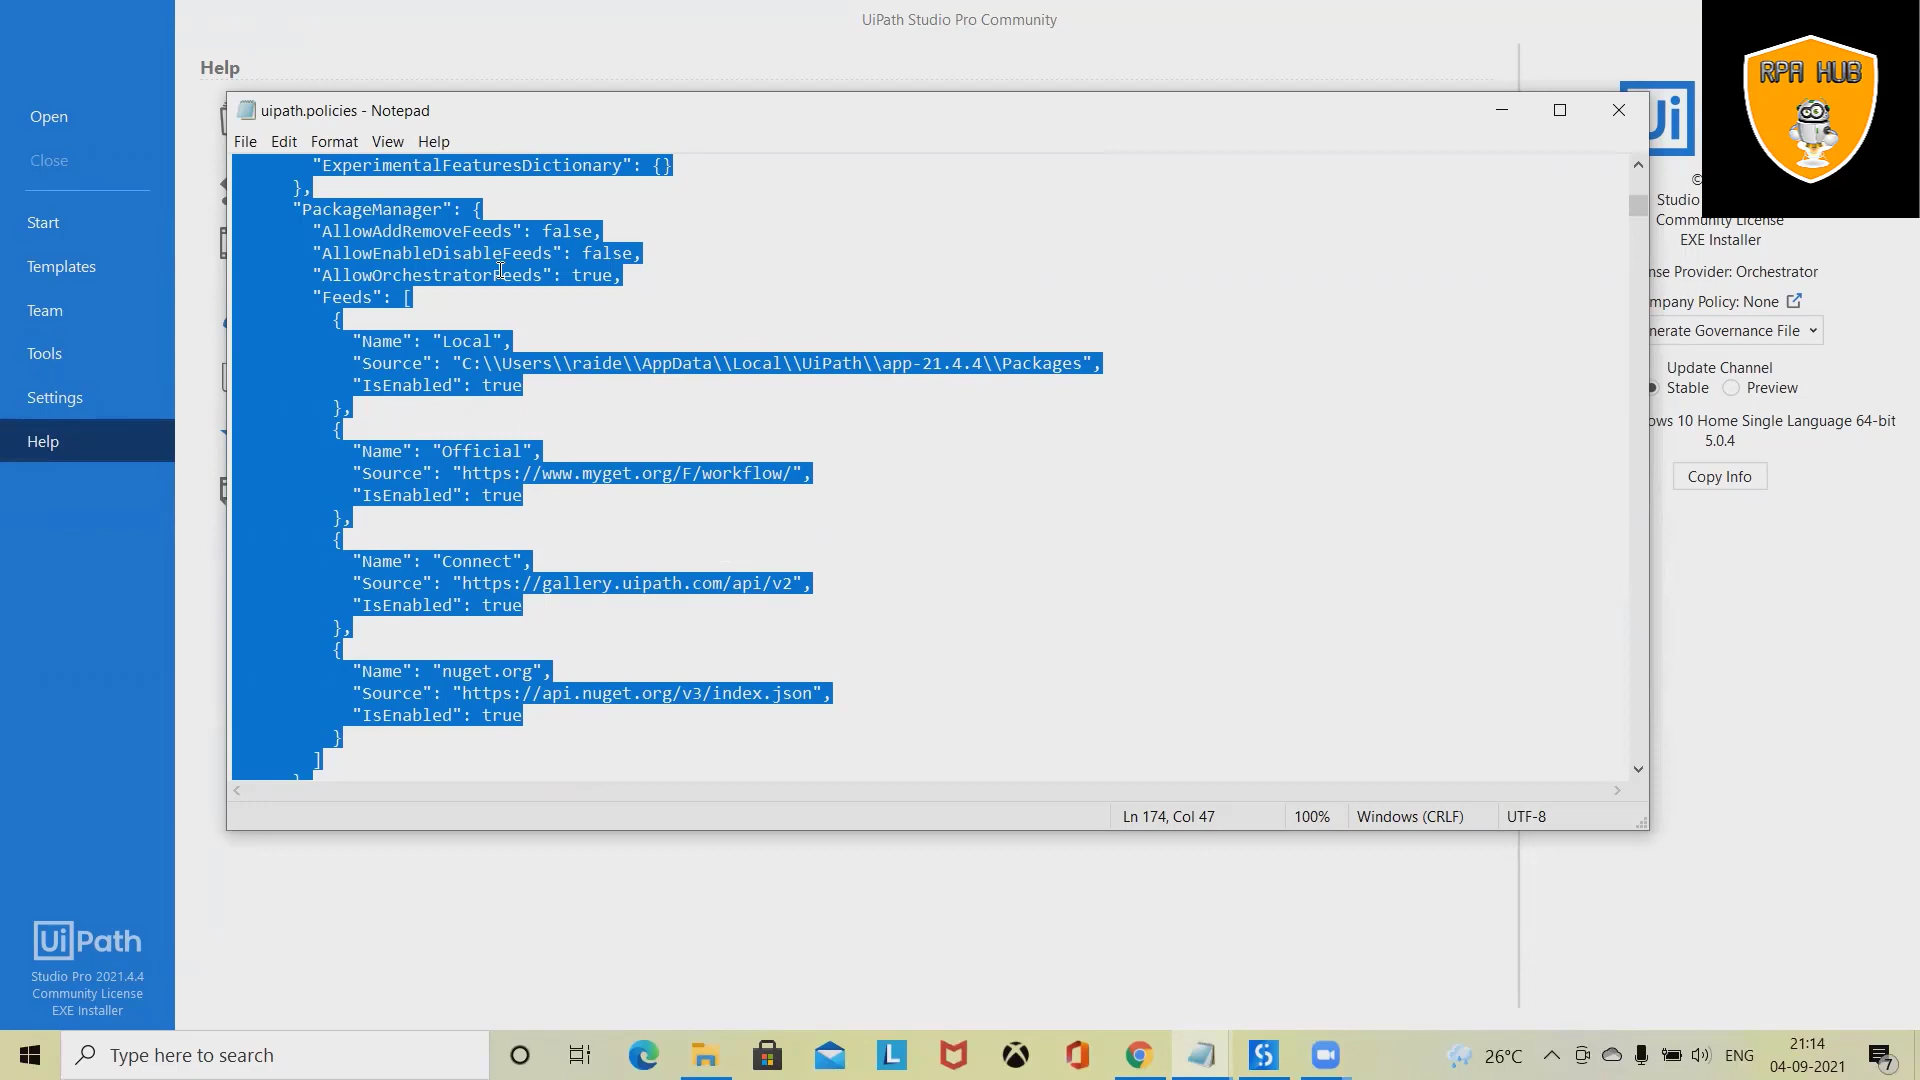 UiPath Studio Pro Community
RPA HUB
Help
Open
Close
Start
Templates
Team
Tools
Settings
Help
UiPath
Studio Pro 2021.4.4
Community License
EXE Installer
uipath.policies - Notepad
File Edit Format View Help
"ExperimentalFeaturesDictionary": {}
},
"PackageManager": {
"AllowAddRemoveFeeds": false,
"AllowEnableDisableFeeds": false,
"AllowOrchestratorFeeds": true,
"Feeds": [
{
"Name": "Local",
"Source": "C:\\Users\\raide\\AppData\\Local\\UiPath\\app-21.4.4\\Packages",
"IsEnabled": true
},
{
"Name": "Official",
"Source": "https://www.myget.org/F/workflow/",
"IsEnabled": true
},
{
"Name": "Connect",
"Source": "https://gallery.uipath.com/api/v2",
"IsEnabled": true
},
{
"Name": "nuget.org",
"Source": "https://api.nuget.org/v3/index.json",
"IsEnabled": true
}
]
Ln 174, Col 47 100% Windows (CRLF) UTF-8
Ui
©
Studio
Community License
EXE Installer
nse Provider: Orchestrator
mpany Policy: None
nerate Governance File
Update Channel
Stable Preview
ows 10 Home Single Language 64-bit
5.0.4
Copy Info
Type here to search
26°C ENG 21:14
04-09-2021
7